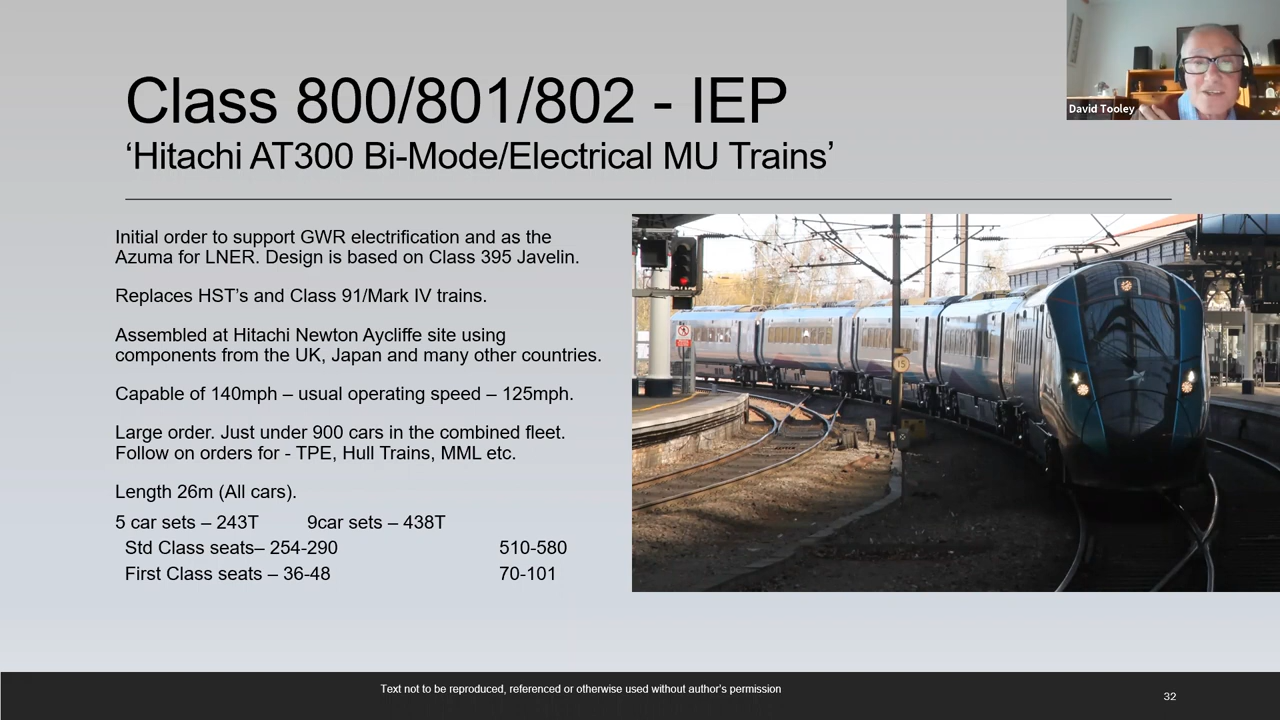 David Tooley
Class 800/801/802 - IEP
‘Hitachi AT300 Bi-Mode/Electrical MU Trains’
Initial order to support GWR electrification and as the
Azuma for LNER. Design is based on Class 395 Javelin.
Replaces HST’s and Class 91/Mark IV trains.
Assembled at Hitachi Newton Aycliffe site using
components from the UK, Japan and many other countries.
Capable of 140mph – usual operating speed – 125mph.
Large order. Just under 900 cars in the combined fleet.
Follow on orders for - TPE, Hull Trains, MML etc.
Length 26m (All cars).
5 car sets – 243T 9car sets – 438T
Std Class seats– 254-290 510-580
First Class seats – 36-48 70-101
15
Text not to be reproduced, referenced or otherwise used without author’s permission
32